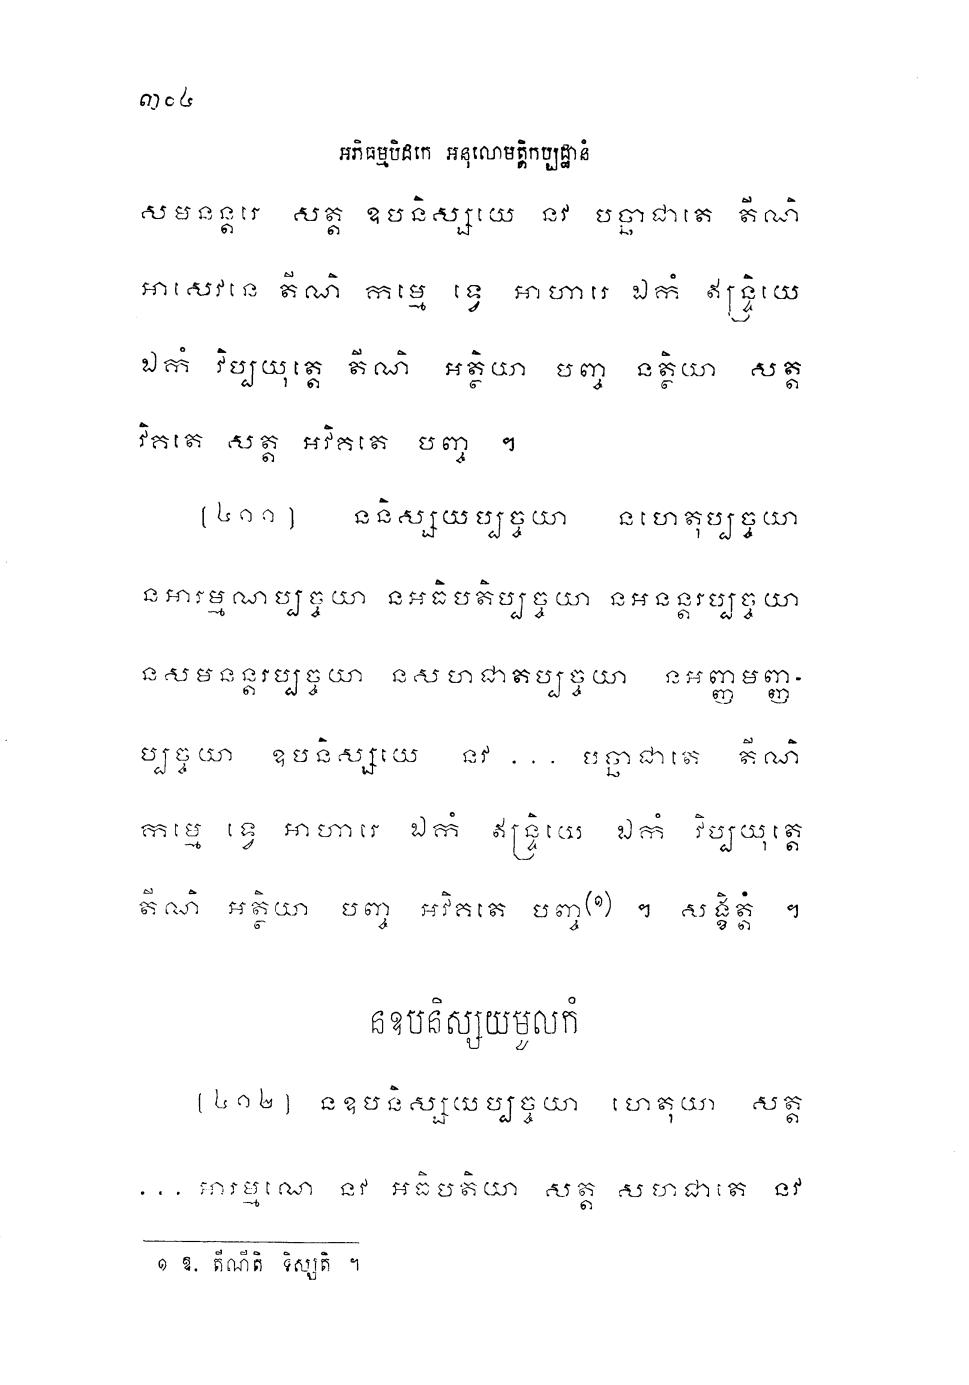 ៣០៤
អភិធម្មបិដកេ អនុលោមត្តិកប្បដ្ឋានំ
សមនន្តរេ សត្ត ឧបនិស្សយេ នវ បច្ឆាជាតេ តីណិ
អាសេវនេ តីណិ កម្មេ ទ្វេ អាហារេ ឯកំ ឥន្ទ្រិយេ
ឯកំ វិប្បយុត្តេ តីណិ អត្ថិយា បញ្ច នត្ថិយា សត្ត
វិគតេ សត្ត អវិគតេ បញ្ច ។
(៤១១) ននិស្សយប្បច្ចយា នហេតុប្បច្ចយា
នអារម្មណប្បច្ចយា នអធិបតិប្បច្ចយា នអនន្តរប្បច្ចយា
នសមនន្តរប្បច្ចយា នសហជាតប្បច្ចយា នអញ្ញមញ្ញ-
ប្បច្ចយា ឧបនិស្សយេ នវ ... បច្ឆាជាតេ តីណិ
កម្មេ ទ្វេ អាហារេ ឯកំ ឥន្ទ្រិយេ ឯកំ វិប្បយុត្តេ
តីណិ អត្ថិយា បញ្ច អវិគតេ បញ្ច(១) ។ សង្ខិត្តំ ។
នឧបនិស្សយមូលកំ
(៤១២) នឧបនិស្សយប្បច្ចយា ហេតុយា សត្ត
... អារម្មណេ នវ អធិបតិយា សត្ត សហជាតេ នវ
១ ឱ. តីណីតិ ទិស្សតិ ។